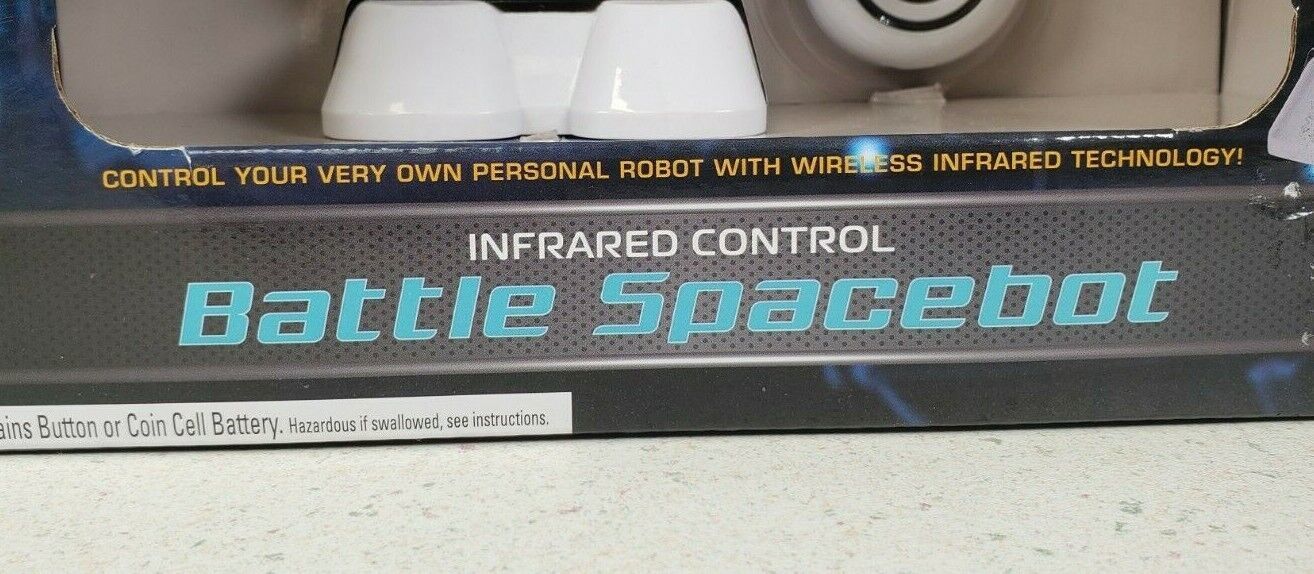 CONTROL YOUR VERY OWN PERSONAL ROBOT WITH WIRELESS INFRARED TECHNOLOGY!
INFRARED CONTROL
Battle Spacebot
Button or Coin Cell Battery. Hazardous if swallowed, see instructions.